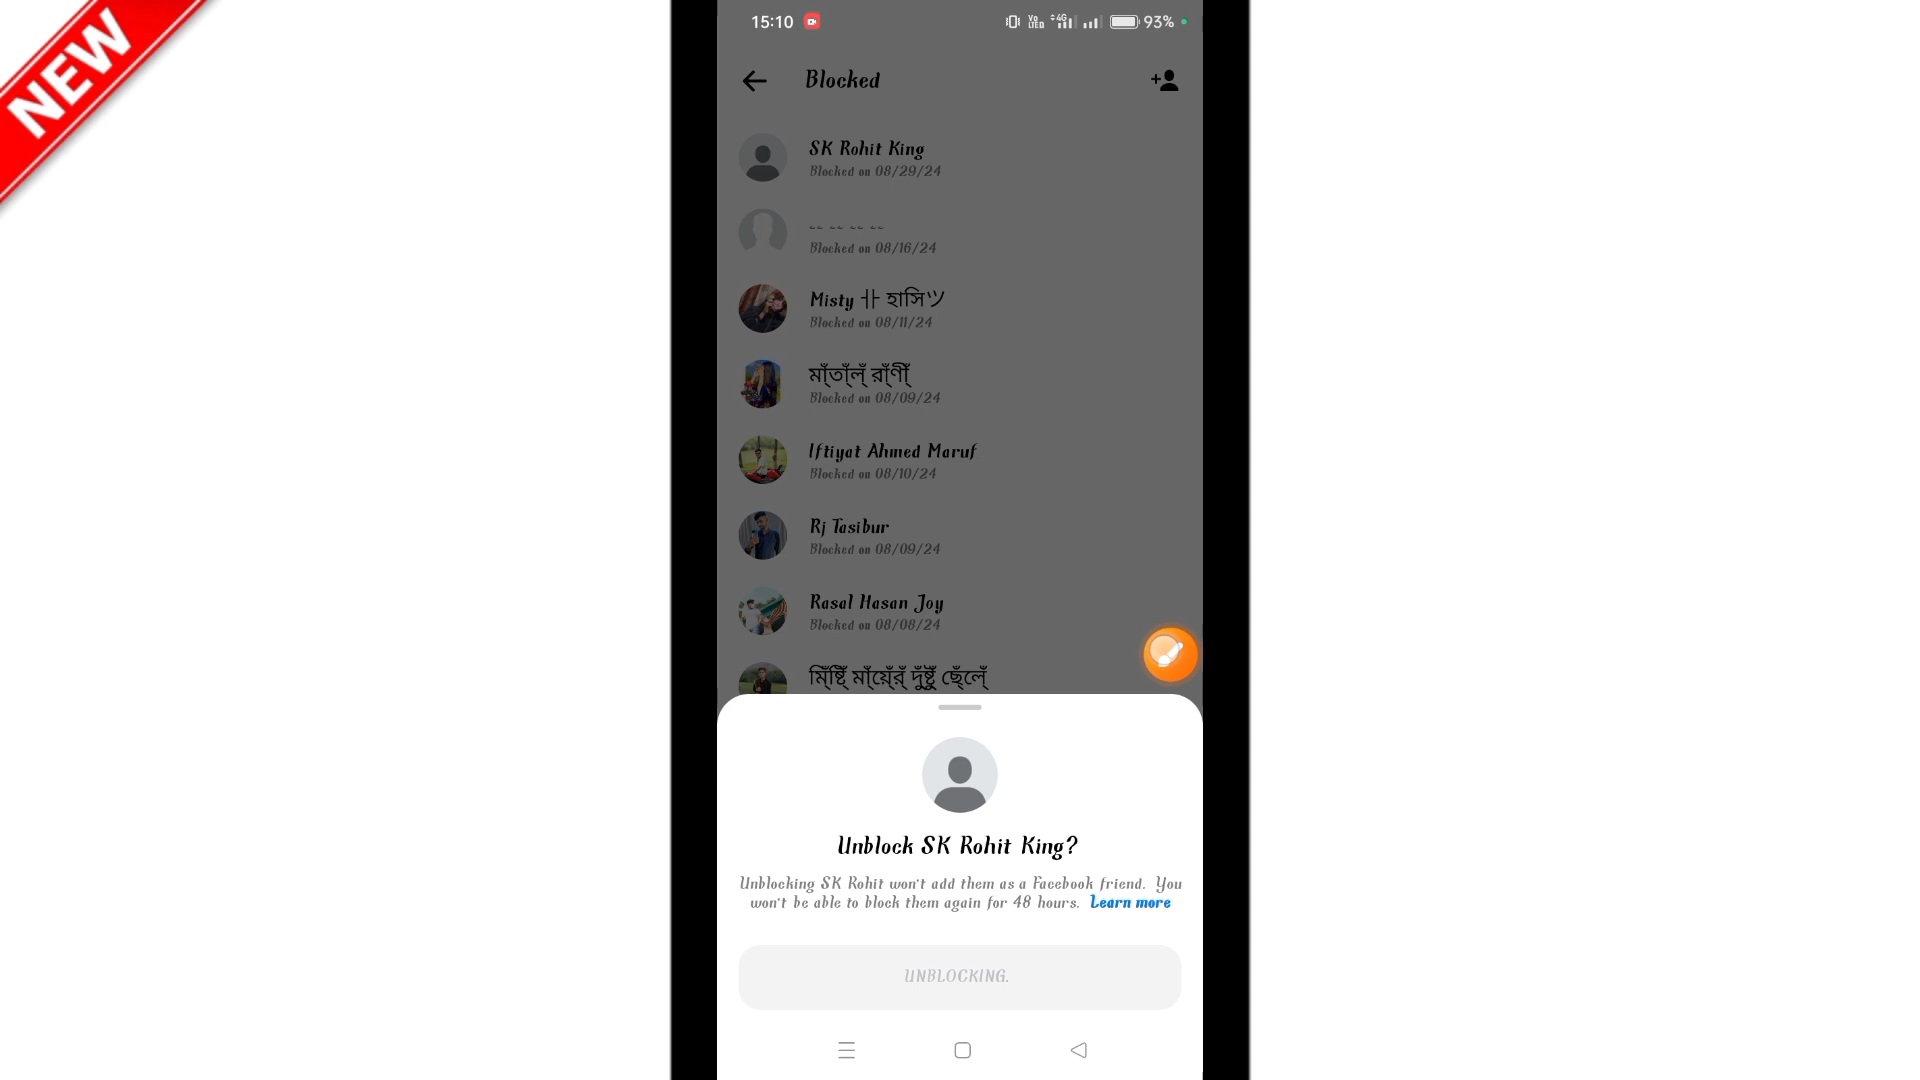 NEW
15:10
Vo LTED 4G 93%
Blocked
SK Rohit King
Blocked on 08/29/24
-- -- -- --
Blocked on 08/16/24
Misty ┤├ হাসিツ
Blocked on 08/11/24
মাঁ্তাঁ্ল্ঁ রাঁ্ণীঁ্
Blocked on 08/09/24
Iftiyat Ahmed Maruf
Blocked on 08/10/24
Rj Tasibur
Blocked on 08/09/24
Rasal Hasan Joy
Blocked on 08/08/24
মিঁ্ষ্টিঁ্ মাঁ্য়েঁ্র্ঁ দুঁ্ষ্টুঁ্ ছেঁ্লেঁ্
Unblock SK Rohit King?
Unblocking SK Rohit won't add them as a Facebook friend. You
won't be able to block them again for 48 hours. Learn more
UNBLOCKING.